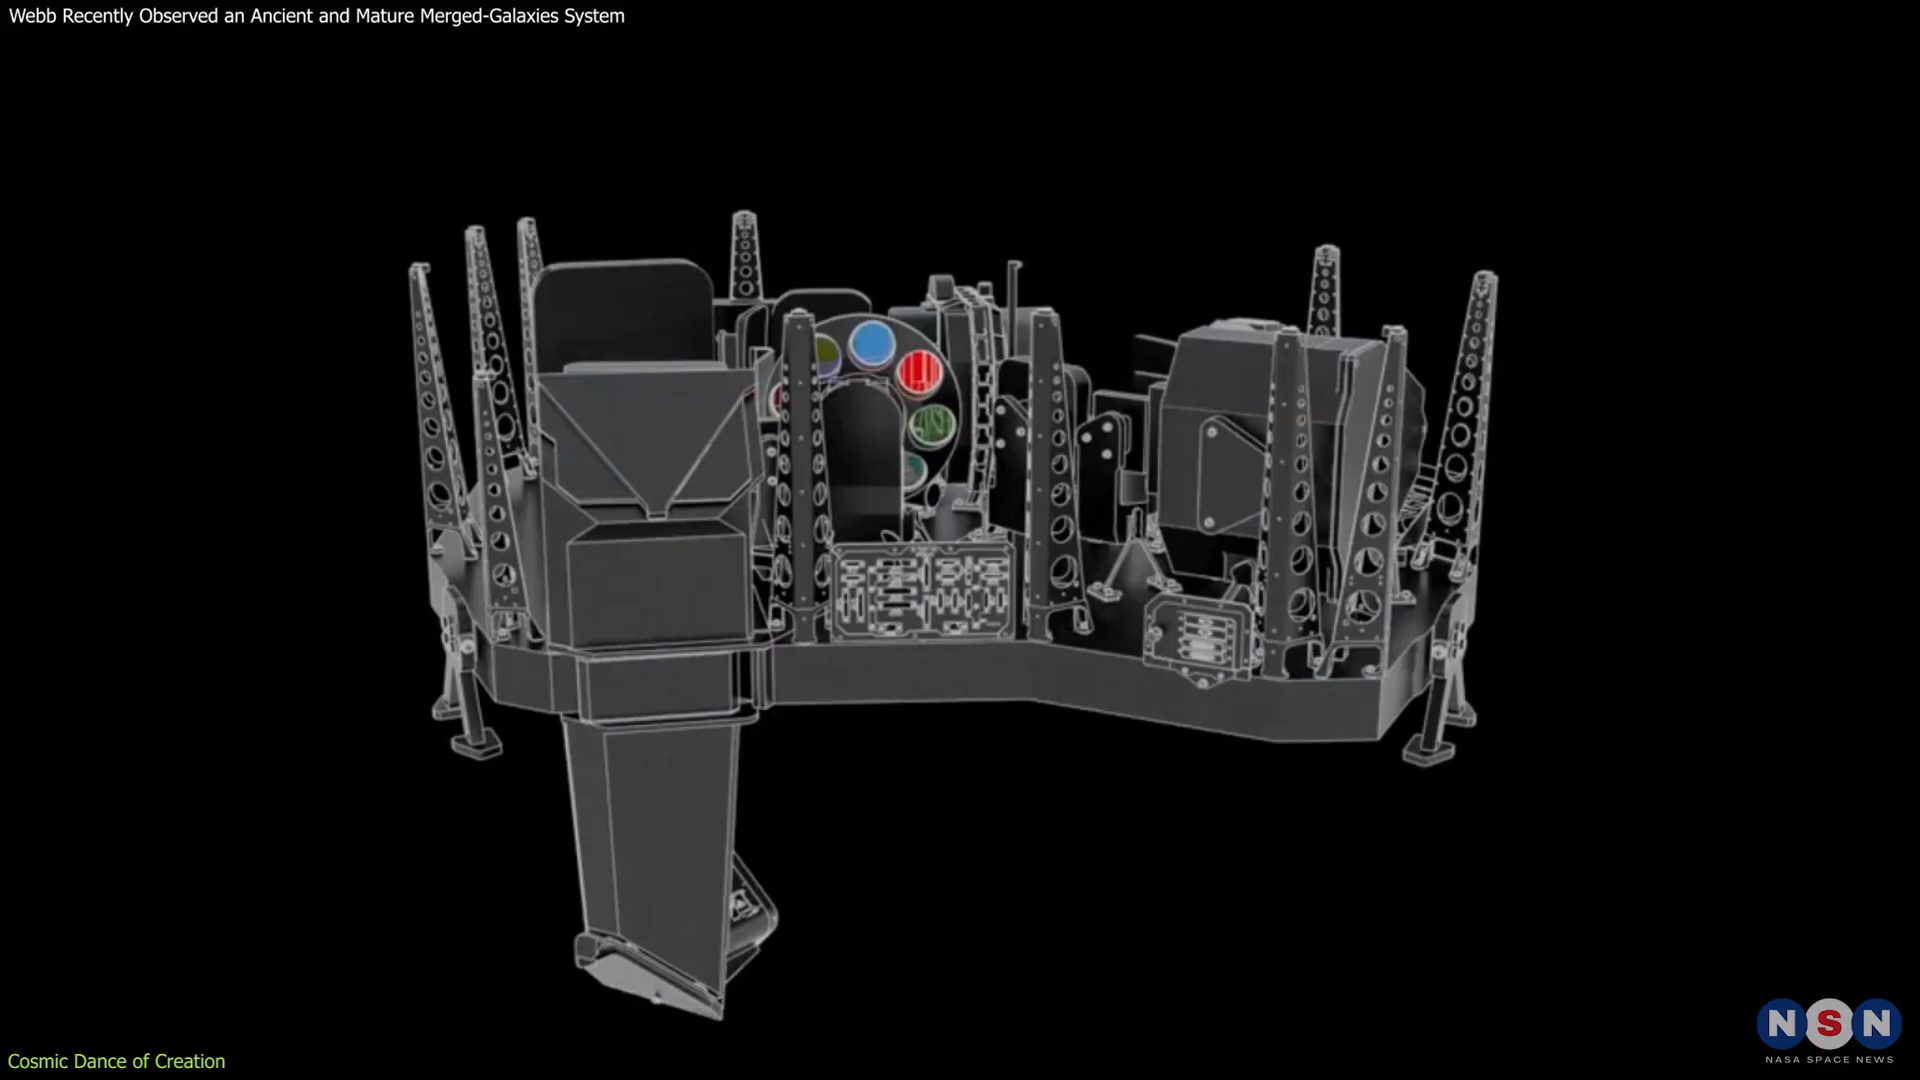 Webb Recently Observed an Ancient and Mature Merged-Galaxies System
NSN
NASA SPACE NEWS
Cosmic Dance of Creation